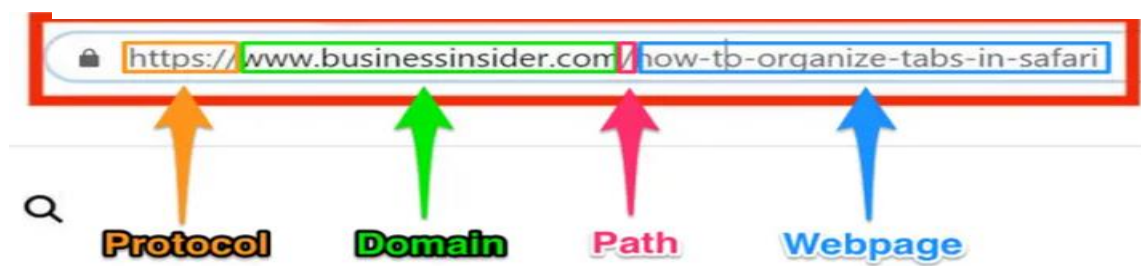 https://www.businessinsider.com/how-to-organize-tabs-in-safari
Protocol Domain Path Webpage